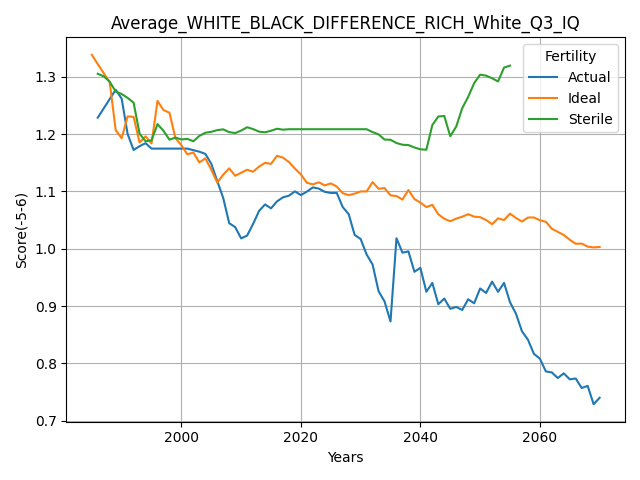 Average_WHITE_BLACK_DIFFERENCE_RICH_White_Q3_IQ
Fertility
Actual
Ideal
Sterile
Score(-5-6)
1.3
1.2
1.1
1.0
0.9
0.8
0.7
2000
2020
2040
2060
Years